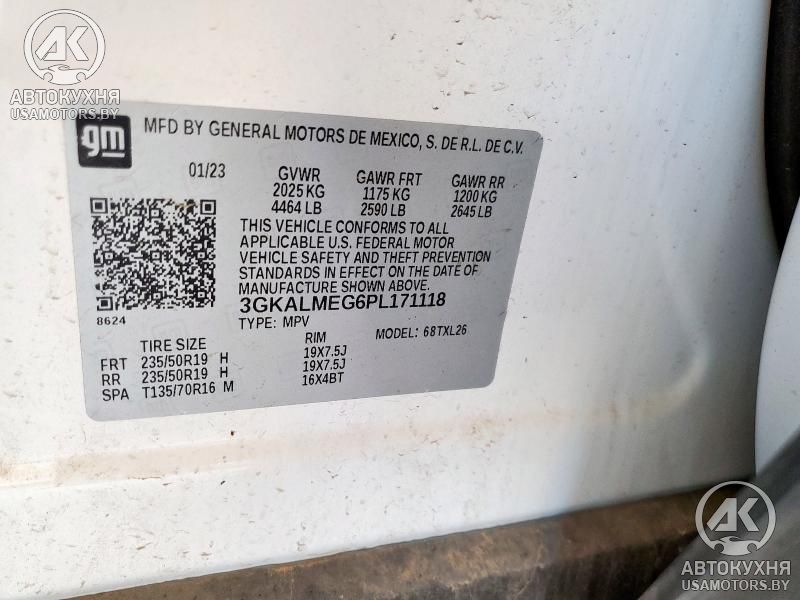 AK
АВТОКУХНЯ
USAMOTORS.BY
gm
MFD BY GENERAL MOTORS DE MEXICO, S. DE R.L. DE C.V.
01/23 GVWR GAWR FRT GAWR RR
2025 KG 1175 KG 1200 KG
4464 LB 2590 LB 2645 LB
THIS VEHICLE CONFORMS TO ALL
APPLICABLE U.S. FEDERAL MOTOR
VEHICLE SAFETY AND THEFT PREVENTION
STANDARDS IN EFFECT ON THE DATE OF
MANUFACTURE SHOWN ABOVE.
3GKALMEG6PL171118
8624 TYPE: MPV MODEL: 68TXL26
TIRE SIZE RIM
FRT 235/50R19 H 19X7.5J
RR 235/50R19 H 19X7.5J
SPA T135/70R16 M 16X4BT
AK
АВТОКУХНЯ
USAMOTORS.BY